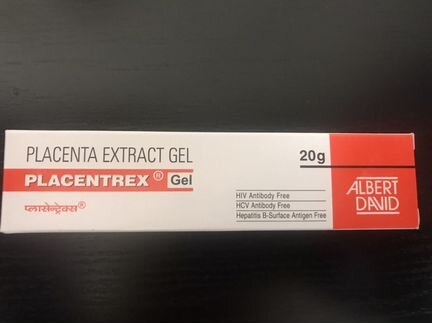 PLACENTA EXTRACT GEL
20g
PLACENTREX® Gel
प्लासेन्ट्रेक्स®
HIV Antibody Free
HCV Antibody Free
Hepatitis B-Surface Antigen Free
ALBERT
DAVID